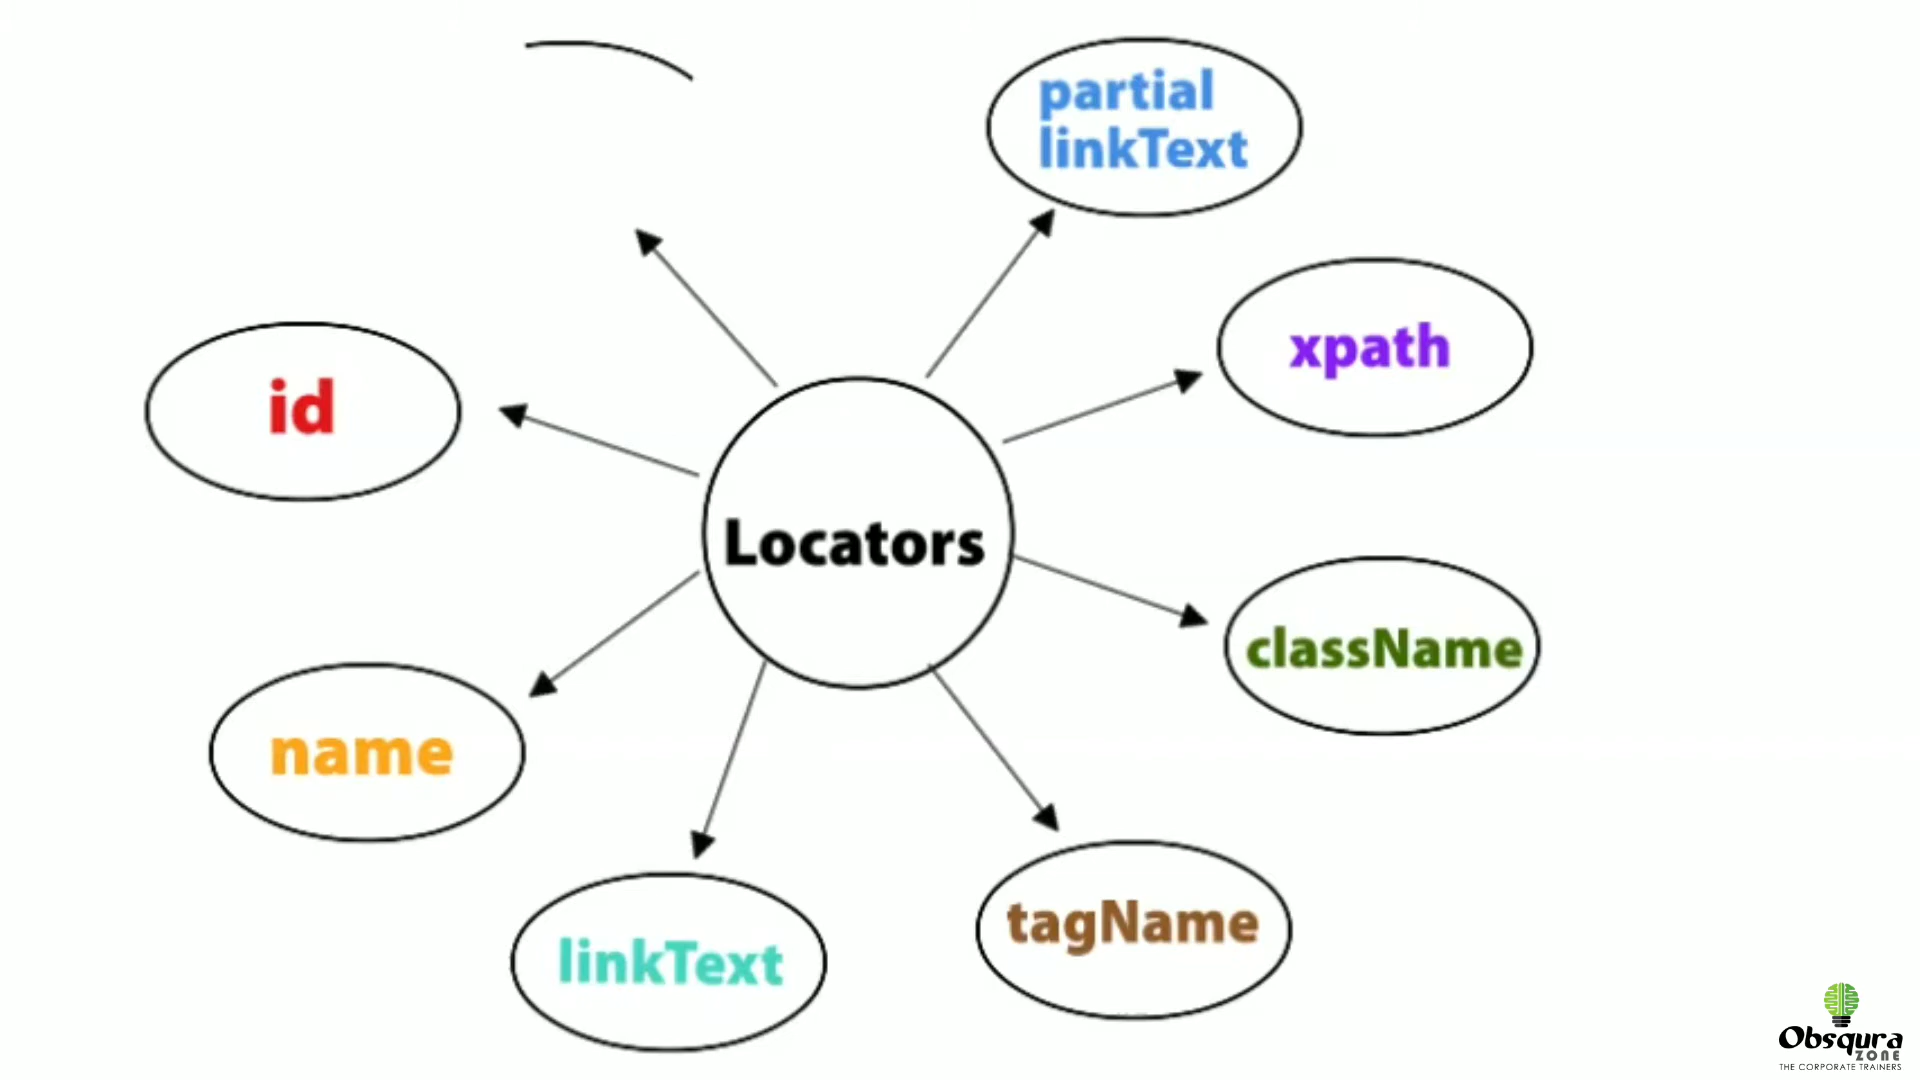 partial
linkText
xpath
id
Locators
className
name
tagName
linkText
Obsqura
ZONE
THE CORPORATE TRAINERS